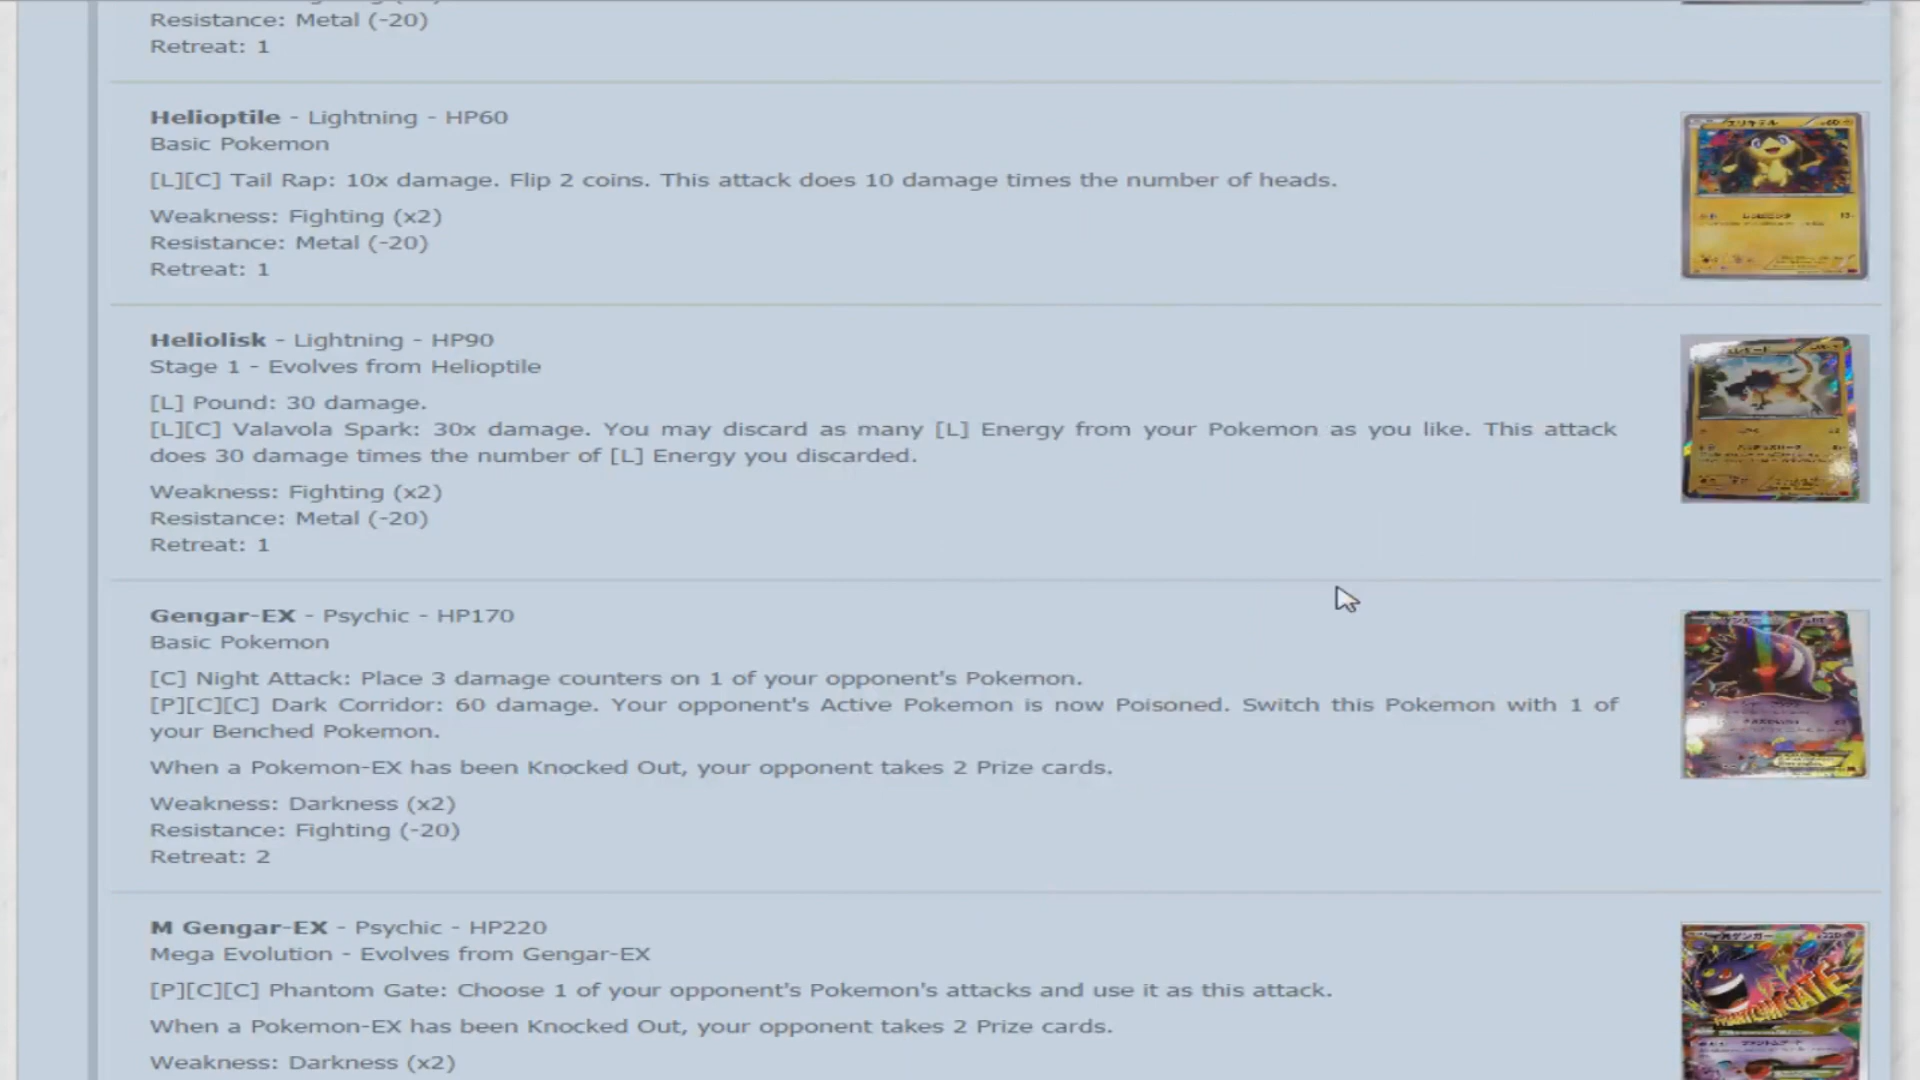 Resistance: Metal (-20)
Retreat: 1
Helioptile - Lightning - HP60
Basic Pokemon
[L][C] Tail Rap: 10x damage. Flip 2 coins. This attack does 10 damage times the number of heads.
Weakness: Fighting (x2)
Resistance: Metal (-20)
Retreat: 1
Heliolisk - Lightning - HP90
Stage 1 - Evolves from Helioptile
[L] Pound: 30 damage.
[L][C] Valavola Spark: 30x damage. You may discard as many [L] Energy from your Pokemon as you like. This attack
does 30 damage times the number of [L] Energy you discarded.
Weakness: Fighting (x2)
Resistance: Metal (-20)
Retreat: 1
Gengar-EX - Psychic - HP170
Basic Pokemon
[C] Night Attack: Place 3 damage counters on 1 of your opponent's Pokemon.
[P][C][C] Dark Corridor: 60 damage. Your opponent's Active Pokemon is now Poisoned. Switch this Pokemon with 1 of
your Benched Pokemon.
When a Pokemon-EX has been Knocked Out, your opponent takes 2 Prize cards.
Weakness: Darkness (x2)
Resistance: Fighting (-20)
Retreat: 2
M Gengar-EX - Psychic - HP220
Mega Evolution - Evolves from Gengar-EX
[P][C][C] Phantom Gate: Choose 1 of your opponent's Pokemon's attacks and use it as this attack.
When a Pokemon-EX has been Knocked Out, your opponent takes 2 Prize cards.
Weakness: Darkness (x2)